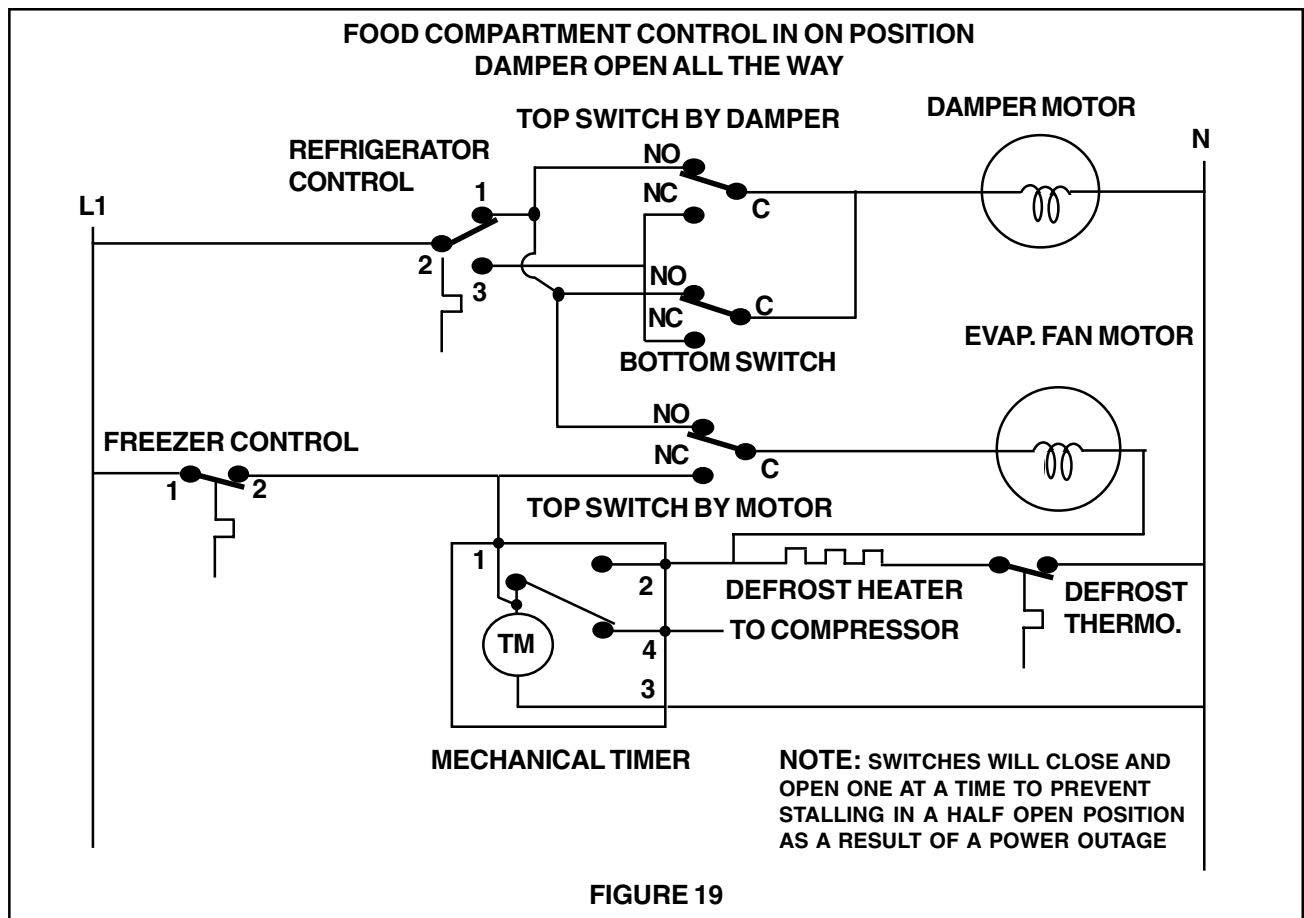 FOOD COMPARTMENT CONTROL IN ON POSITION
DAMPER OPEN ALL THE WAY
TOP SWITCH BY DAMPER
DAMPER MOTOR
N
REFRIGERATOR
CONTROL
NO
1
NC
C
L1
2
3
NO
NC
C
BOTTOM SWITCH
EVAP. FAN MOTOR
FREEZER CONTROL
NO
NC
C
1
2
TOP SWITCH BY MOTOR
1
2
DEFROST HEATER
DEFROST
THERMO.
TM
4
TO COMPRESSOR
3
MECHANICAL TIMER
NOTE: SWITCHES WILL CLOSE AND
OPEN ONE AT A TIME TO PREVENT
STALLING IN A HALF OPEN POSITION
AS A RESULT OF A POWER OUTAGE
FIGURE 19